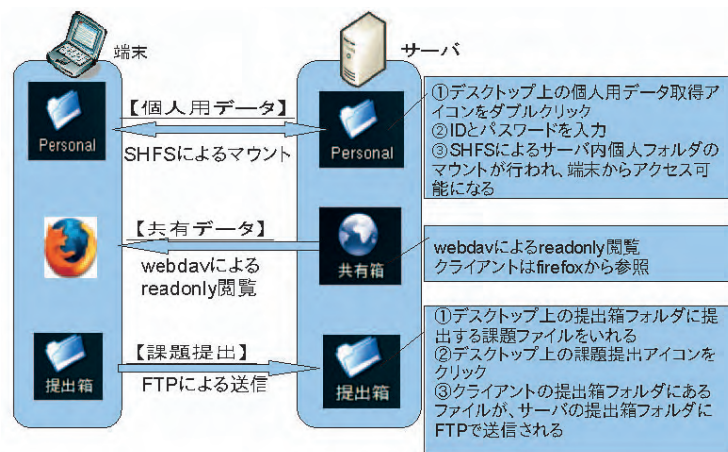 端末
サーバ
【個人用データ】
Personal
SHFSによるマウント
Personal
①デスクトップ上の個人用データ取得ア
イコンをダブルクリック
②IDとパスワードを入力
③SHFSによるサーバ内個人フォルダの
マウントが行われ、端末からアクセス可
能になる
【共有データ】
webdavによる
readonly閲覧
共有箱
webdavによるreadonly閲覧
クライアントはfirefoxから参照
【課題提出】
提出箱
FTPによる送信
提出箱
①デスクトップ上の提出箱フォルダに提
出する課題ファイルをいれる
②デスクトップ上の課題提出アイコンを
クリック
③クライアントの提出箱フォルダにある
ファイルが、サーバの提出箱フォルダに
FTPで送信される